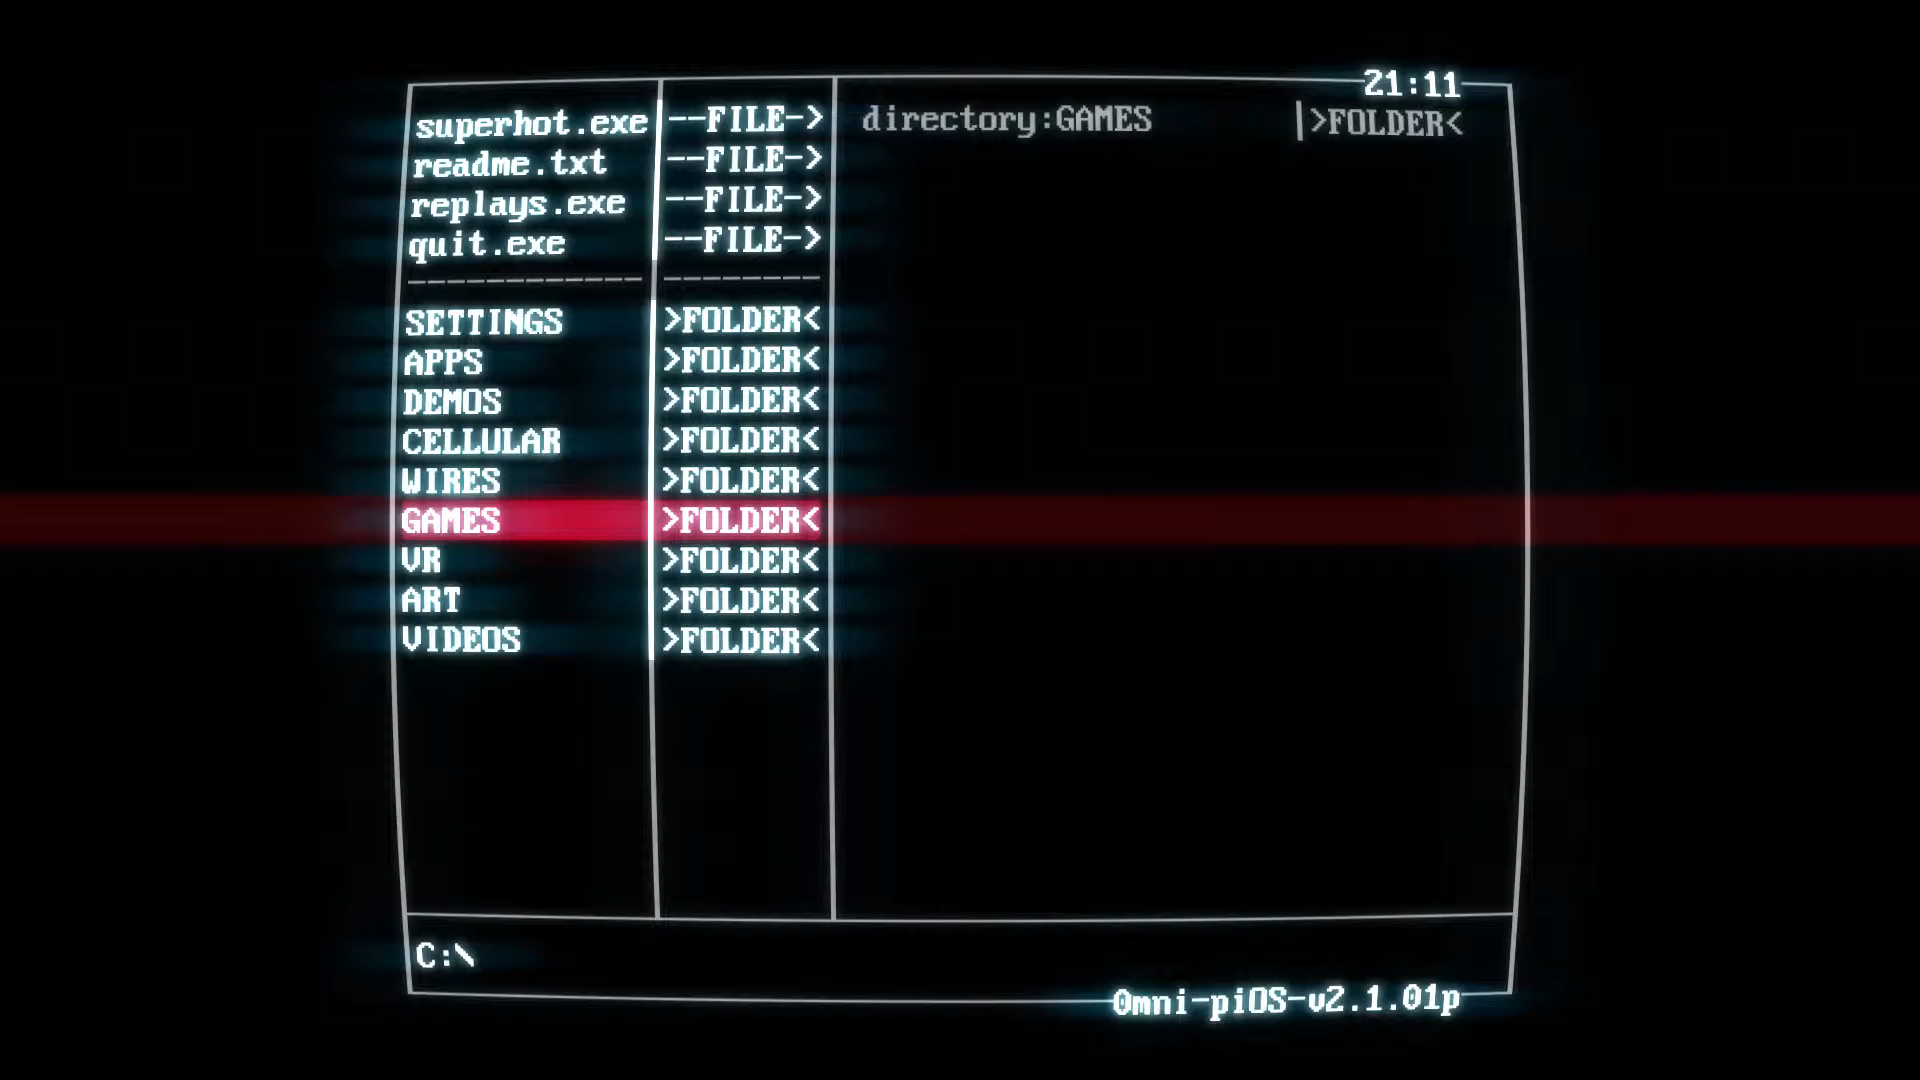 21:11
superhot.exe --FILE-> directory:GAMES |>FOLDER<
readme.txt --FILE->
replays.exe --FILE->
quit.exe --FILE->
SETTINGS >FOLDER<
APPS >FOLDER<
DEMOS >FOLDER<
CELLULAR >FOLDER<
WIRES >FOLDER<
GAMES >FOLDER<
VR >FOLDER<
ART >FOLDER<
VIDEOS >FOLDER<
C:\
0mni-piOS-v2.1.01p